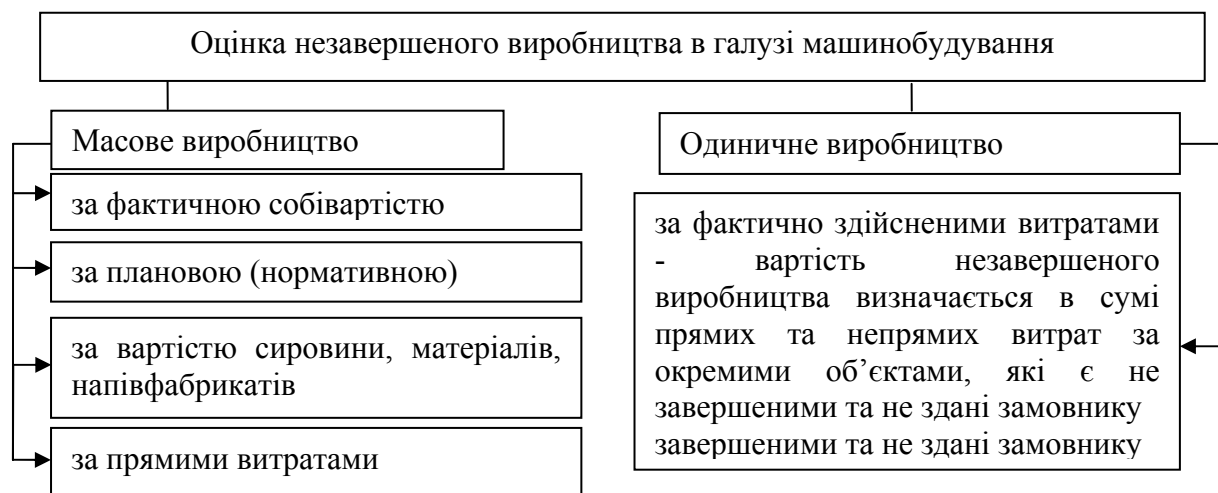 Оцінка незавершеного виробництва в галузі машинобудування
Масове виробництво
за фактичною собівартістю
за плановою (нормативною)
за вартістю сировини, матеріалів,
напівфабрикатів
за прямими витратами
Одиничне виробництво
за фактично здійсненими витратами
- вартість незавершеного
виробництва визначається в сумі
прямих та непрямих витрат за
окремими об’єктами, які є не
завершеними та не здані замовнику
завершеними та не здані замовнику